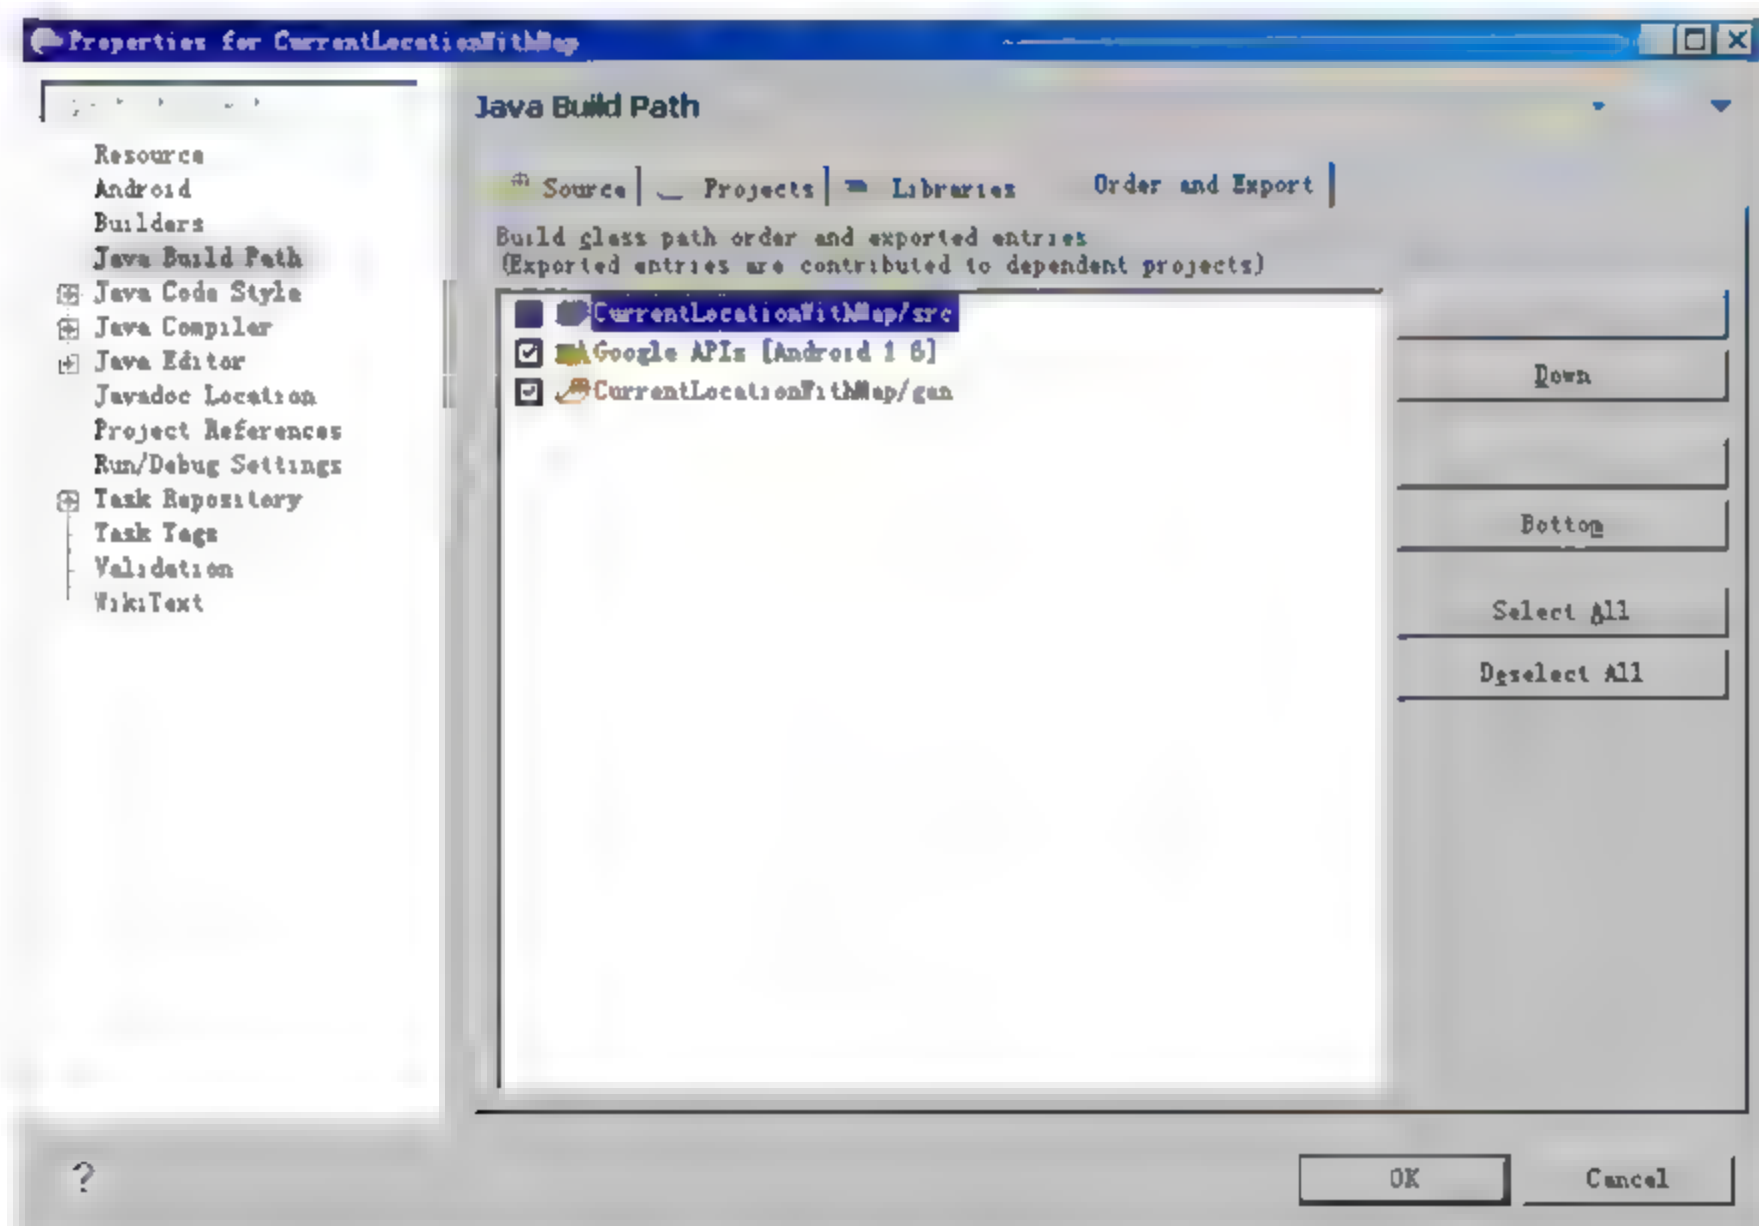 Properties for CurrentLocationWithMap
Java Build Path
Resource
Android
Builders
Java Build Path
Java Code Style
Java Compiler
Java Editor
Javadoc Location
Project References
Run/Debug Settings
Task Repository
Task Tags
Validation
WikiText
Source
Projects
Libraries
Order and Export
Build class path order and exported entries
(Exported entries are contributed to dependent projects)
CurrentLocationWithMap/src
Google APIs [Android 1 6]
CurrentLocationWithMap/gen
Down
Bottom
Select All
Deselect All
?
OK
Cancel